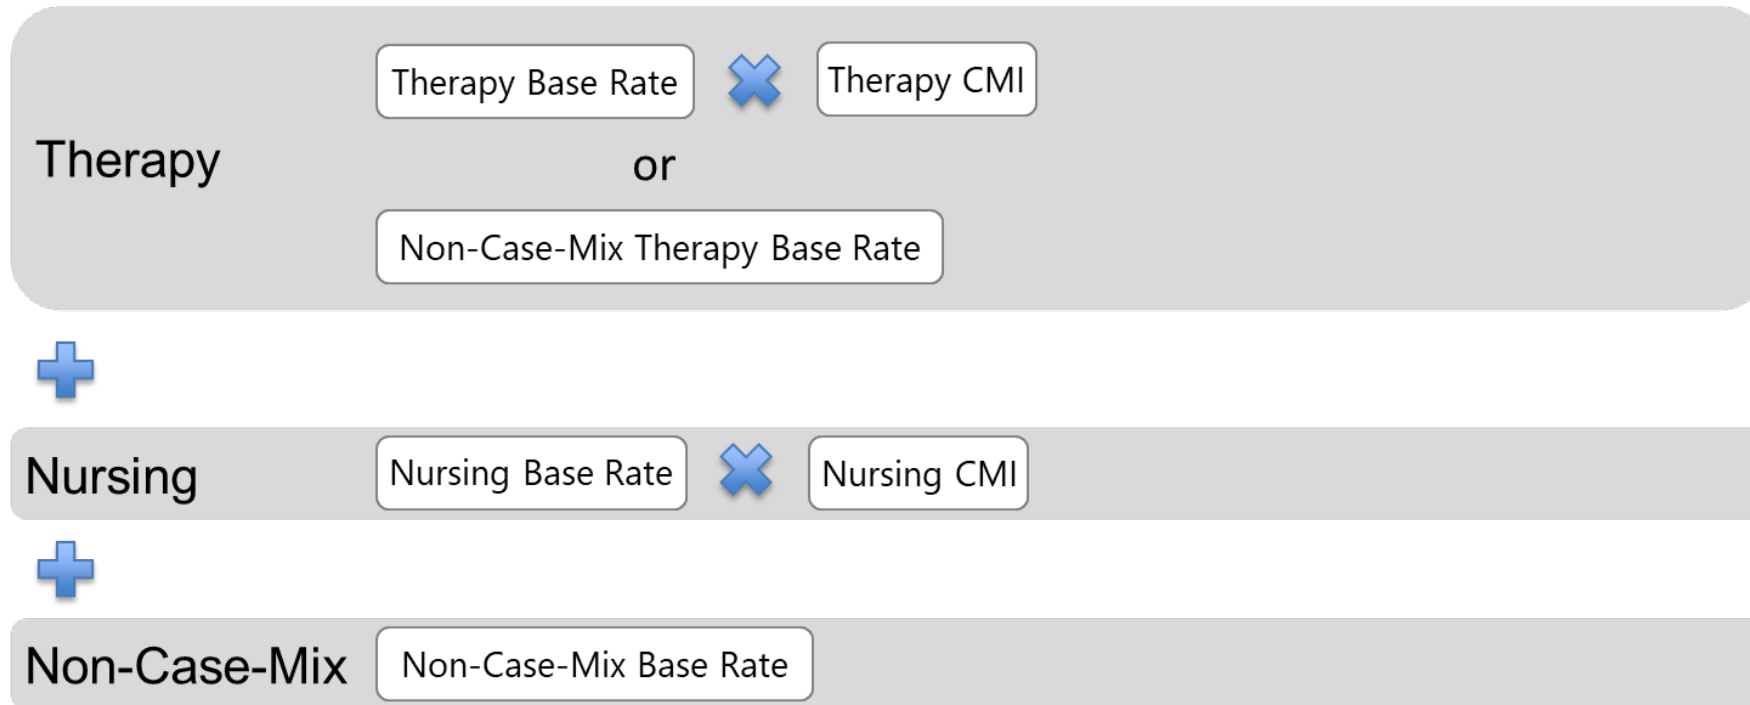 Therapy Base Rate
Therapy CMI
Therapy
or
Non-Case-Mix Therapy Base Rate
Nursing
Nursing Base Rate
Nursing CMI
Non-Case-Mix
Non-Case-Mix Base Rate